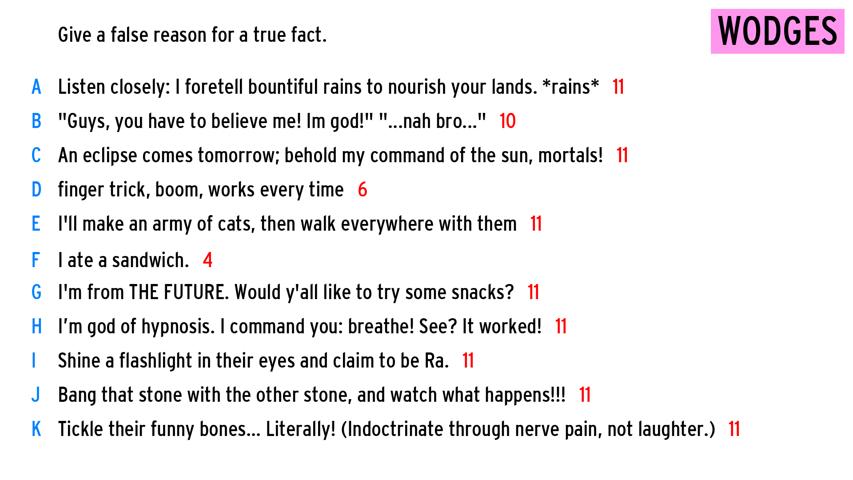 Give a false reason for a true fact.
WODGES
A Listen closely: I foretell bountiful rains to nourish your lands. *rains* 11
B "Guys, you have to believe me! Im god!" "...nah bro..." 10
C An eclipse comes tomorrow; behold my command of the sun, mortals! 11
D finger trick, boom, works every time 6
E I'll make an army of cats, then walk everywhere with them 11
F I ate a sandwich. 4
G I'm from THE FUTURE. Would y'all like to try some snacks? 11
H I’m god of hypnosis. I command you: breathe! See? It worked! 11
I Shine a flashlight in their eyes and claim to be Ra. 11
J Bang that stone with the other stone, and watch what happens!!! 11
K Tickle their funny bones... Literally! (Indoctrinate through nerve pain, not laughter.) 11